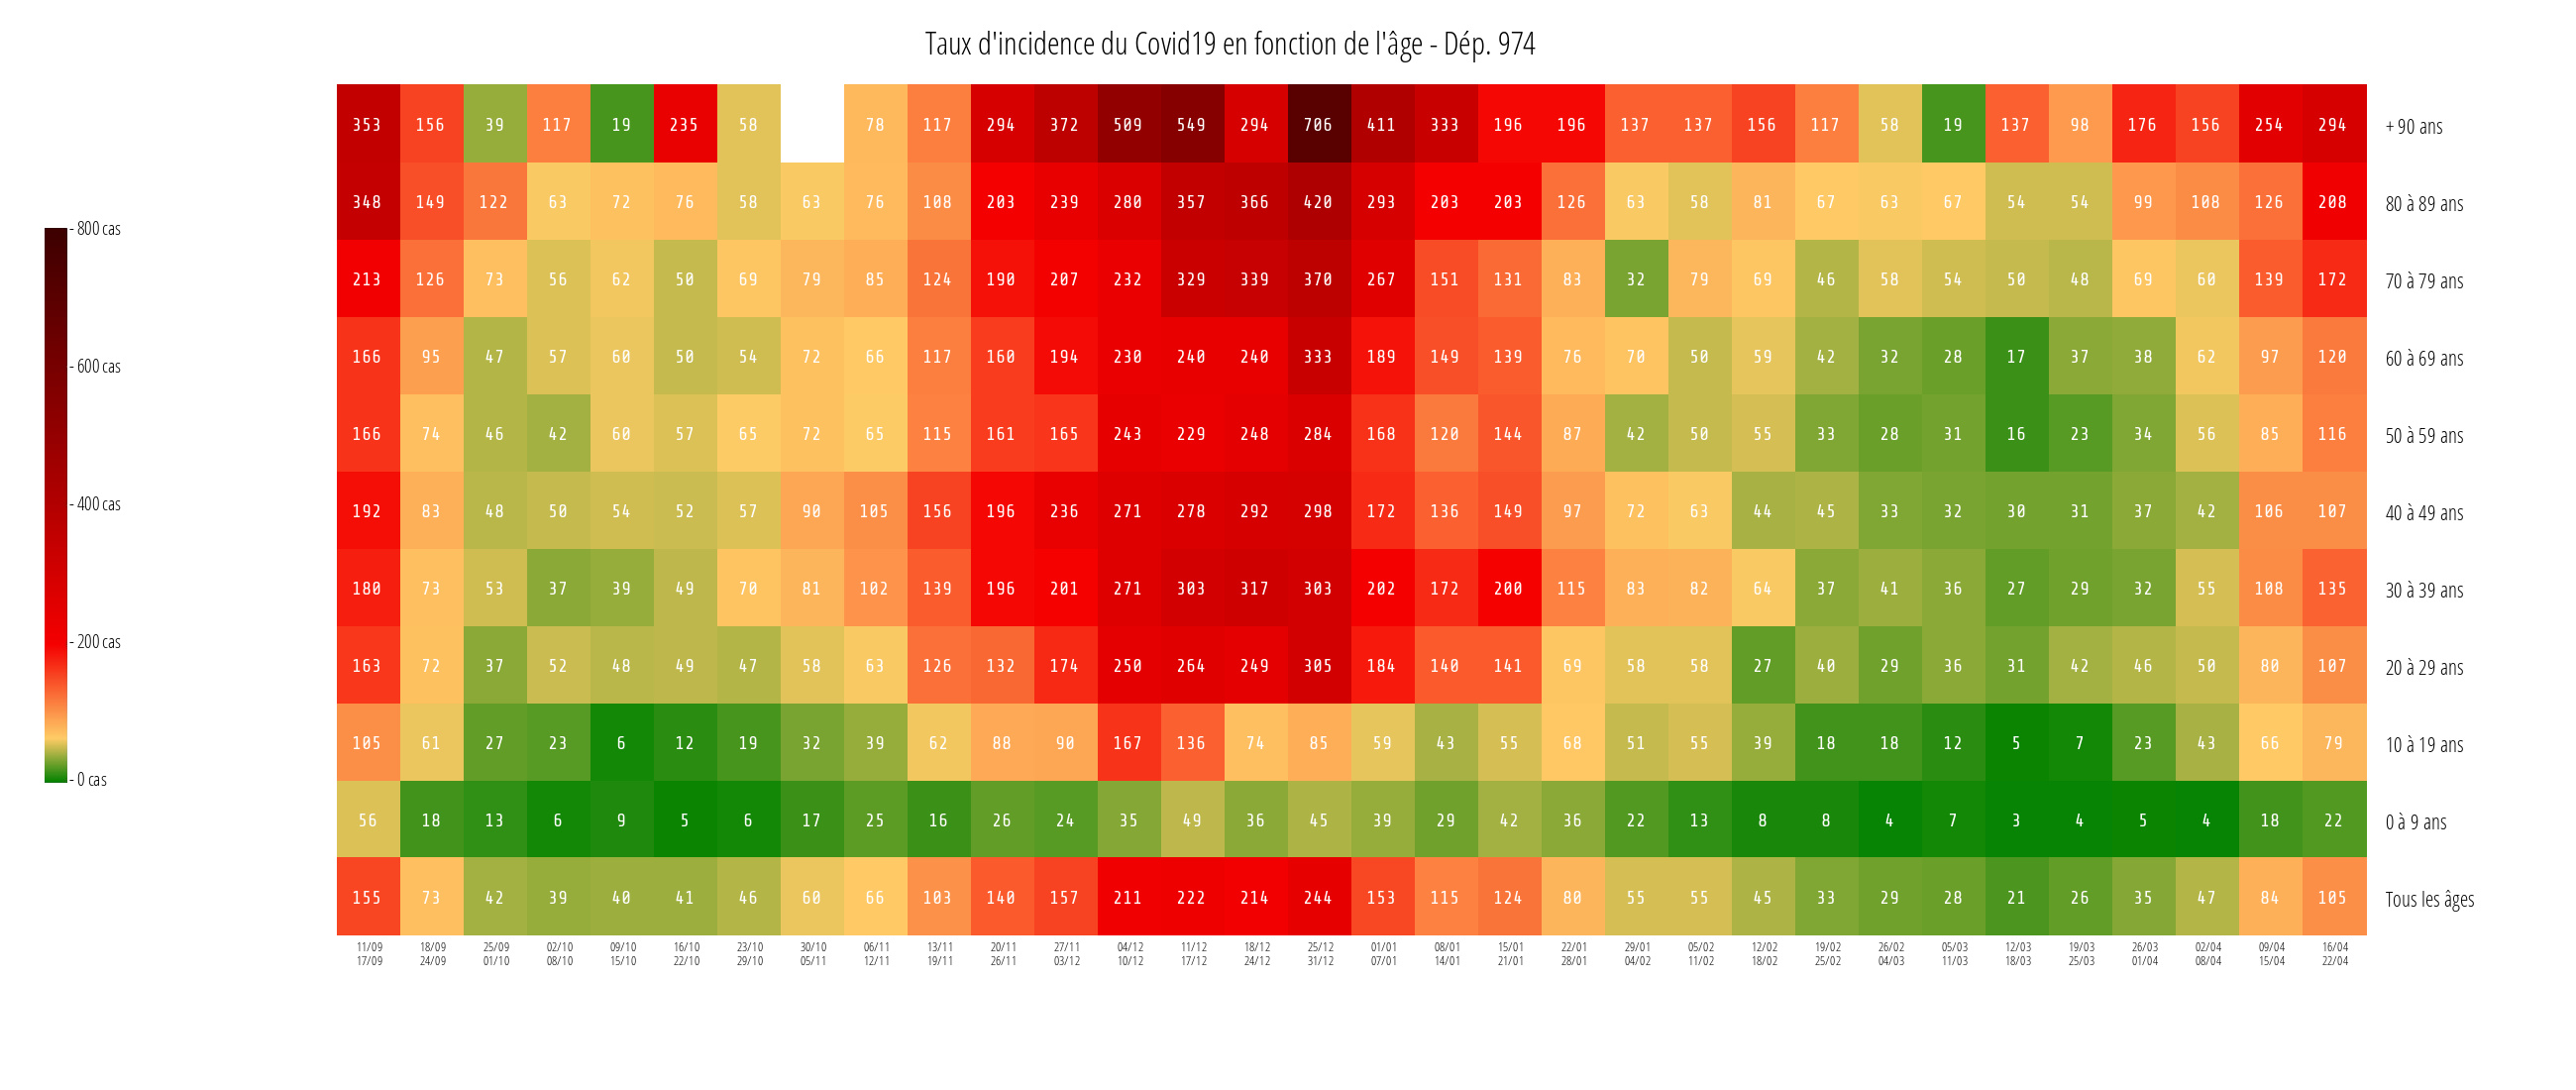 Taux d'incidence du Covid19 en fonction de l'âge - Dép. 974
- 800 cas
- 600 cas
- 400 cas
- 200 cas
- 0 cas
353 156 39 117 19 235 58 78 117 294 372 509 549 294 706 411 333 196 196 137 137 156 117 58 19 137 98 176 156 254 294 + 90 ans
348 149 122 63 72 76 58 63 76 108 203 239 280 357 366 420 293 203 203 126 63 58 81 67 63 67 54 54 99 108 126 208 80 à 89 ans
213 126 73 56 62 50 69 79 85 124 190 207 232 329 339 370 267 151 131 83 32 79 69 46 58 54 50 48 69 60 139 172 70 à 79 ans
166 95 47 57 60 50 54 72 66 117 160 194 230 240 240 333 189 149 139 76 70 50 59 42 32 28 17 37 38 62 97 120 60 à 69 ans
166 74 46 42 60 57 65 72 65 115 161 165 243 229 248 284 168 120 144 87 42 50 55 33 28 31 16 23 34 56 85 116 50 à 59 ans
192 83 48 50 54 52 57 90 105 156 196 236 271 278 292 298 172 136 149 97 72 63 44 45 33 32 30 31 37 42 106 107 40 à 49 ans
180 73 53 37 39 49 70 81 102 139 196 201 271 303 317 303 202 172 200 115 83 82 64 37 41 36 27 29 32 55 108 135 30 à 39 ans
163 72 37 52 48 49 47 58 63 126 132 174 250 264 249 305 184 140 141 69 58 58 27 40 29 36 31 42 46 50 80 107 20 à 29 ans
105 61 27 23 6 12 19 32 39 62 88 90 167 136 74 85 59 43 55 68 51 55 39 18 18 12 5 7 23 43 66 79 10 à 19 ans
56 18 13 6 9 5 6 17 25 16 26 24 35 49 36 45 39 29 42 36 22 13 8 8 4 7 3 4 5 4 18 22 0 à 9 ans
155 73 42 39 40 41 46 60 66 103 140 157 211 222 214 244 153 115 124 80 55 55 45 33 29 28 21 26 35 47 84 105 Tous les âges
11/09 18/09 25/09 02/10 09/10 16/10 23/10 30/10 06/11 13/11 20/11 27/11 04/12 11/12 18/12 25/12 01/01 08/01 15/01 22/01 29/01 05/02 12/02 19/02 26/02 05/03 12/03 19/03 26/03 02/04 09/04 16/04
17/09 24/09 01/10 08/10 15/10 22/10 29/10 05/11 12/11 19/11 26/11 03/12 10/12 17/12 24/12 31/12 07/01 14/01 21/01 28/01 04/02 11/02 18/02 25/02 04/03 11/03 18/03 25/03 01/04 08/04 15/04 22/04